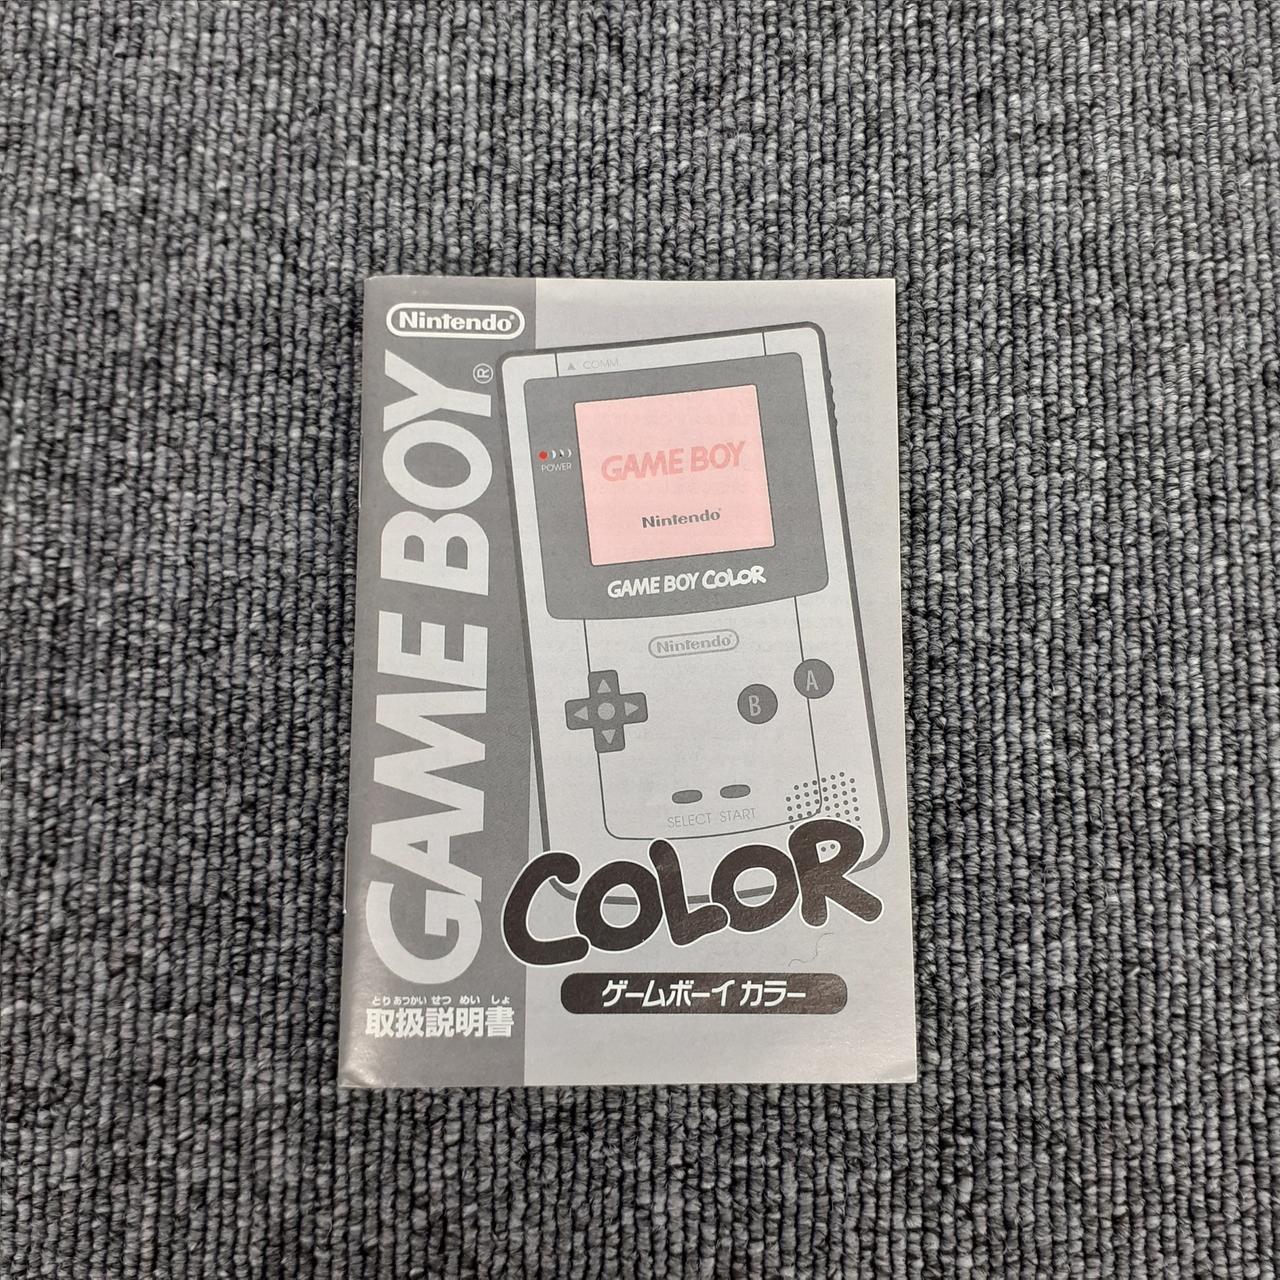 Nintendo®
GAME BOY®
▲ COMM.
POWER
GAME BOY
Nintendo®
GAME BOY COLOR
Nintendo®
B
A
SELECT START
COLOR
ゲームボーイカラー
とりあつかいせつめいしょ
取扱説明書